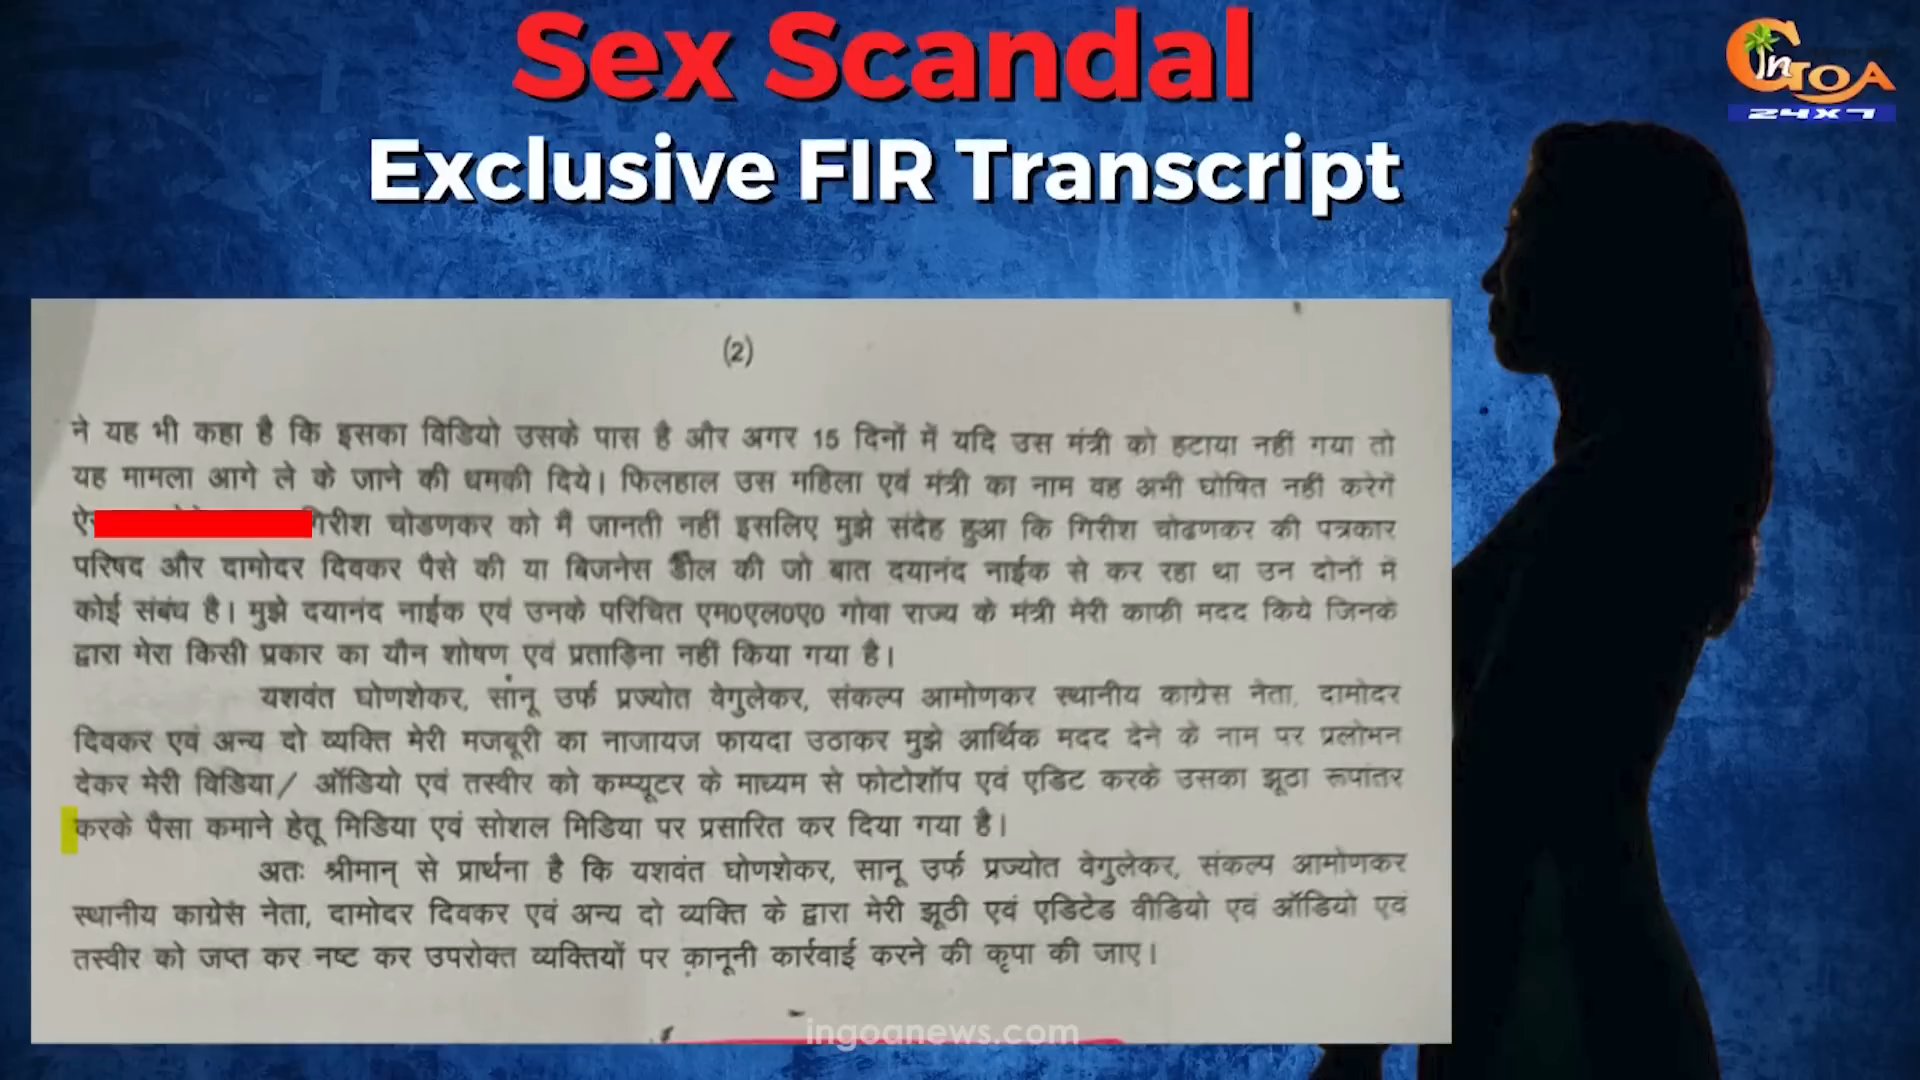 Sex Scandal
Exclusive FIR Transcript
In GOA
24X7
(2)
ने यह भी कहा है कि इसका विडियो उसके पास है और अगर 15 दिनों में यदि उस मंत्री को हटाया नहीं गया तो
यह मामला आगे ले के जाने की धमकी दिये। फिलहाल उस महिला एवं मंत्री का नाम वह अभी घोषित नहीं करेगें
गिरीश चोडणकर को मैं जानती नहीं इसलिए मुझे संदेह हुआ कि गिरीश चोढणकर की पत्रकार
परिषद और दामोदर दिवकर पैसे की या बिजनेस डील की जो बात दयानंद नाईक से कर रहा था उन दोनों में
कोई संबंध है। मुझे दयानंद नाईक एवं उनके परिचित एम0एल0ए0 गोवा राज्य के मंत्री मेरी काफी मदद किये जिनके
द्वारा मेरा किसी प्रकार का यौन शोषण एवं प्रताड़िना नहीं किया गया है।
यशवंत घोणशेकर, सांनू उर्फ प्रज्योत वेगुलेकर, संकल्प आमोणकर स्थानीय काग्रेस नेता, दामोदर
दिवकर एवं अन्य दो व्यक्ति मेरी मजबूरी का नाजायज फायदा उठाकर मुझे आर्थिक मदद देने के नाम पर प्रलोभन
देकर मेरी विडिया/ ऑडियो एवं तस्वीर को कम्प्यूटर के माध्यम से फोटोशॉप एवं एडिट करके उसका झूठा रूपांतर
करके पैसा कमाने हेतू मिडिया एवं सोशल मिडिया पर प्रसारित कर दिया गया है।
अतः श्रीमान् से प्रार्थना है कि यशवंत घोणशेकर, सानू उर्फ प्रज्योत वेगुलेकर, संकल्प आमोणकर
स्थानीय काग्रेस नेता, दामोदर दिवकर एवं अन्य दो व्यक्ति के द्वारा मेरी झूठी एवं एडिटेड वीडियो एवं ऑडियो एवं
तस्वीर को जप्त कर नष्ट कर उपरोक्त व्यक्तियों पर क़ानूनी कार्रवाई करने की कृपा की जाए।
ingoanews.com